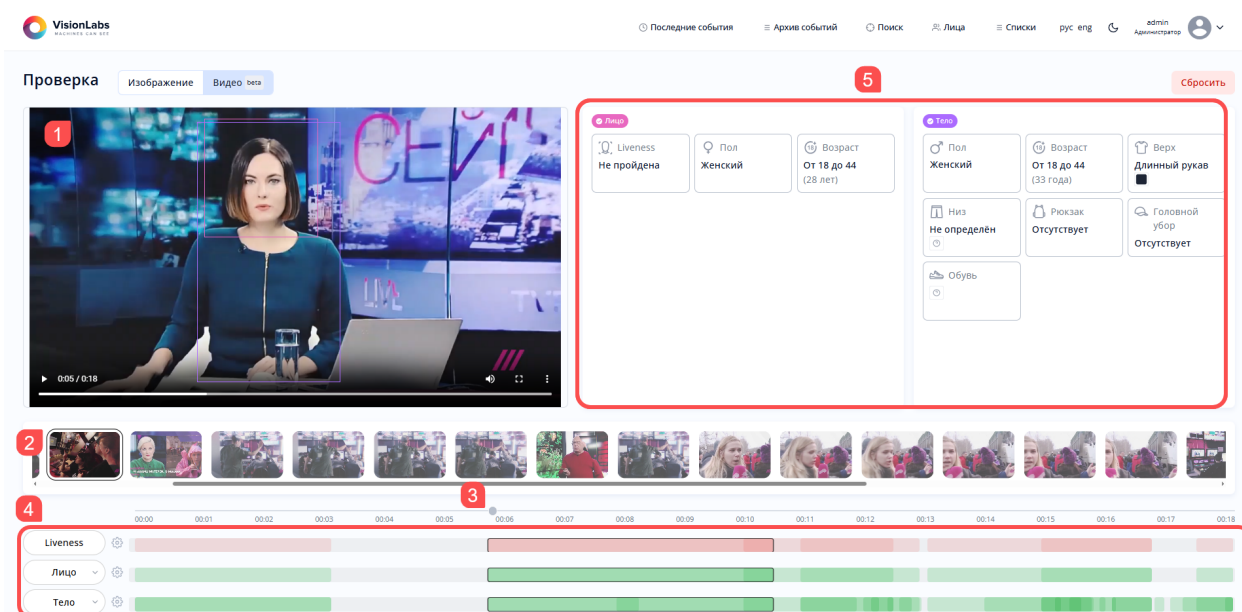 VisionLabs
MACHINES CAN SEE
Последние события
Архив событий
Поиск
Лица
Списки
рус eng
admin
Администратор
Проверка
Изображение
Видео beta
5
Сбросить
1
СЕЙ
0:05 / 0:18
Лицо
Liveness
Не пройдена
Пол
Женский
Возраст
От 18 до 44
(28 лет)
Тело
Пол
Женский
18 Возраст
От 18 до 44
(33 года)
Верх
Длинный рукав
Низ
Не определён
Рюкзак
Отсутствует
Головной
убор
Отсутствует
Обувь
2
3
4
00:00 00:01 00:02 00:03 00:04 00:05 00:06 00:07 00:08 00:09 00:10 00:11 00:12 00:13 00:14 00:15 00:16 00:17 00:18
Liveness
Лицо
Тело